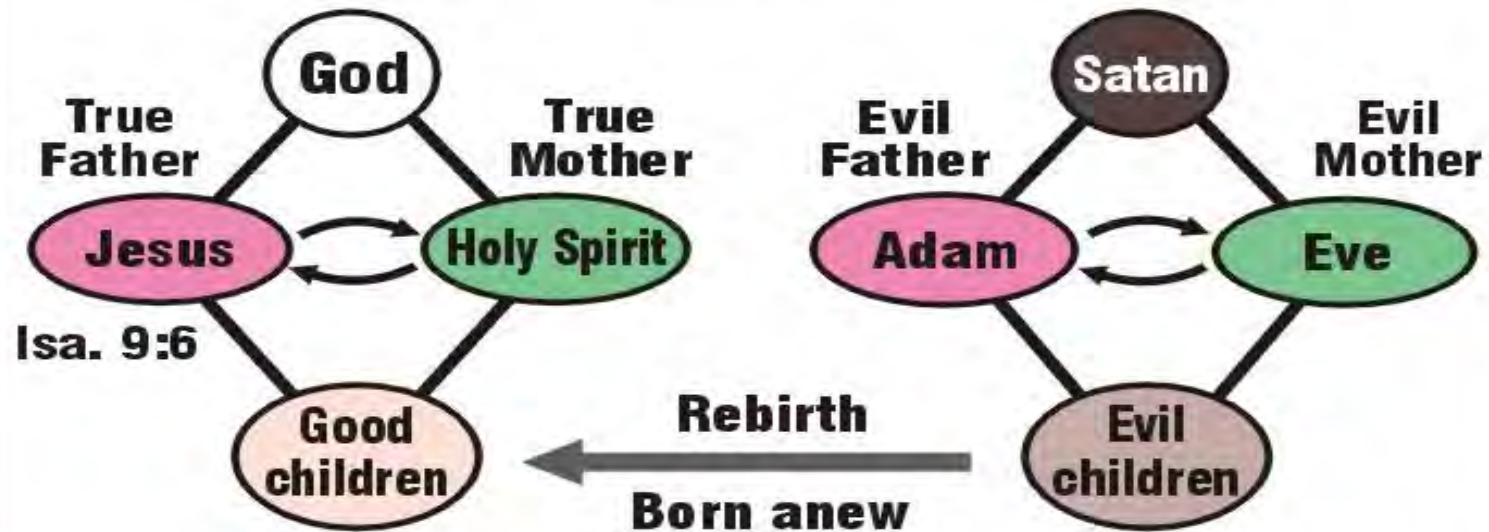 God
True
Father
True
Mother
Jesus
Holy Spirit
Isa. 9:6
Good
children
Rebirth
Born anew
Satan
Evil
Father
Evil
Mother
Adam
Eve
Evil
children